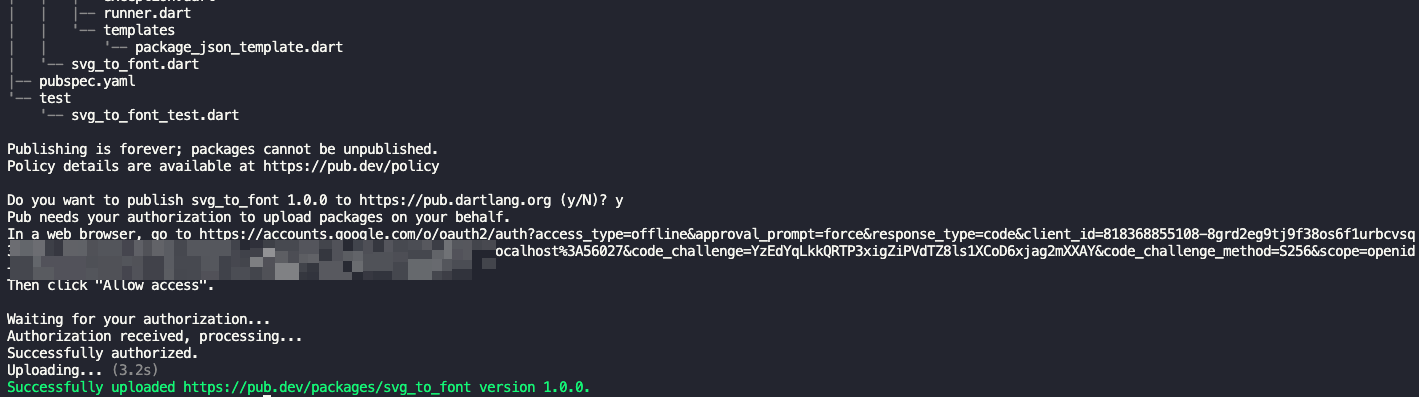 |   |   |-- runner.dart
|   |   '-- templates
|   |       '-- package_json_template.dart
|   '-- svg_to_font.dart
|-- pubspec.yaml
'-- test
    '-- svg_to_font_test.dart

Publishing is forever; packages cannot be unpublished.
Policy details are available at https://pub.dev/policy

Do you want to publish svg_to_font 1.0.0 to https://pub.dartlang.org (y/N)? y
Pub needs your authorization to upload packages on your behalf.
In a web browser, go to https://accounts.google.com/o/oauth2/auth?access_type=offline&approval_prompt=force&response_type=code&client_id=818368855108-8grd2eg9tj9f38os6f1urbcvsq
ocalhost%3A56027&code_challenge=YzEdYqLkkQRTP3xigZiPVdTZ8ls1XCoD6xjag2mXXAY&code_challenge_method=S256&scope=openid
Then click "Allow access".

Waiting for your authorization...
Authorization received, processing...
Successfully authorized.
Uploading... (3.2s)
Successfully uploaded https://pub.dev/packages/svg_to_font version 1.0.0.